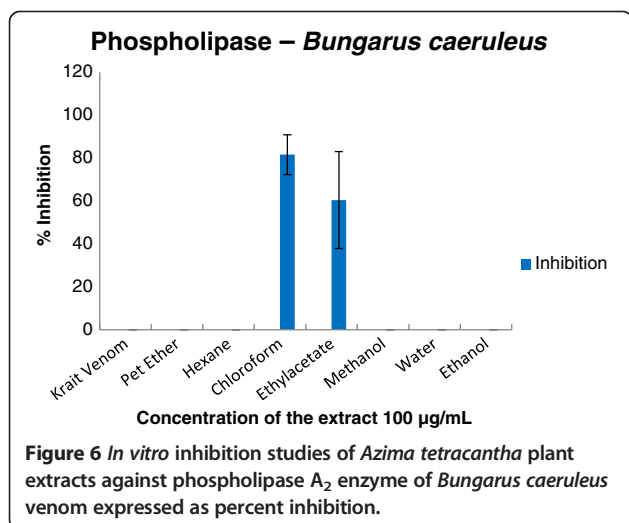 Phospholipase – Bungarus caeruleus
120
100
80
60
40
20
0
% Inhibition
Inhibition
Krait Venom
Pet Ether
Hexane
Chloroform
Ethylacetate
Methanol
Water
Ethanol
Concentration of the extract 100 µg/mL
Figure 6 In vitro inhibition studies of Azima tetracantha plant
extracts against phospholipase A₂ enzyme of Bungarus caeruleus
venom expressed as percent inhibition.